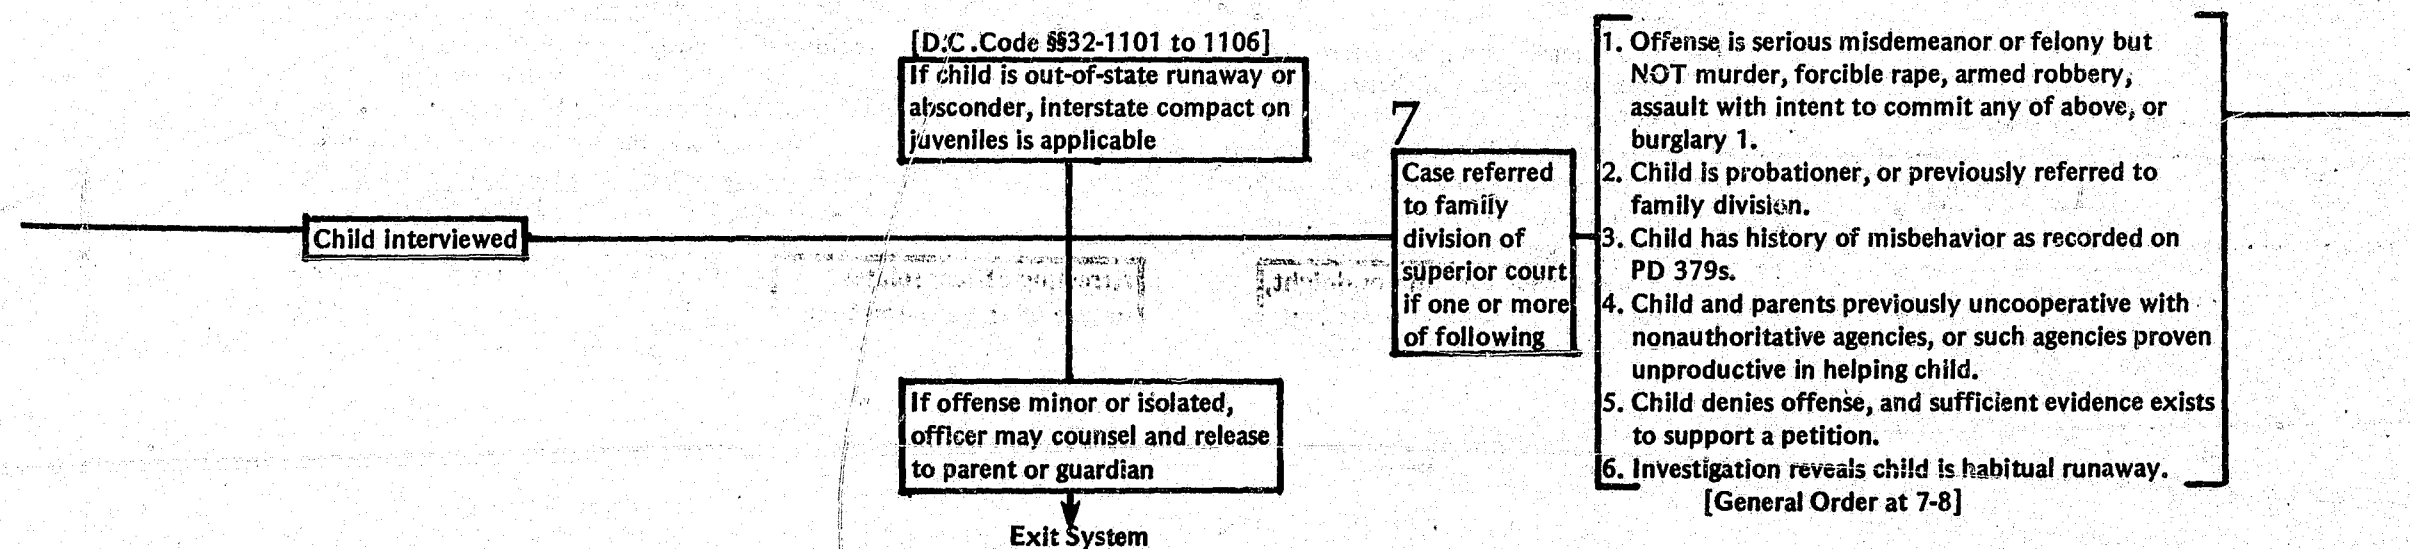 [D.C.Code §§32-1101 to 1106]
If child is out-of-state runaway or
absconder, interstate compact on
juveniles is applicable
Child interviewed
If offense minor or isolated,
officer may counsel and release
to parent or guardian
Exit System
7
Case referred
to family
division of
superior court
if one or more
of following
1. Offense is serious misdemeanor or felony but
NOT murder, forcible rape, armed robbery,
assault with intent to commit any of above, or
burglary 1.
2. Child is probationer, or previously referred to
family division.
3. Child has history of misbehavior as recorded on
PD 379s.
4. Child and parents previously uncooperative with
nonauthoritative agencies, or such agencies proven
unproductive in helping child.
5. Child denies offense, and sufficient evidence exists
to support a petition.
6. Investigation reveals child is habitual runaway.
[General Order at 7-8]